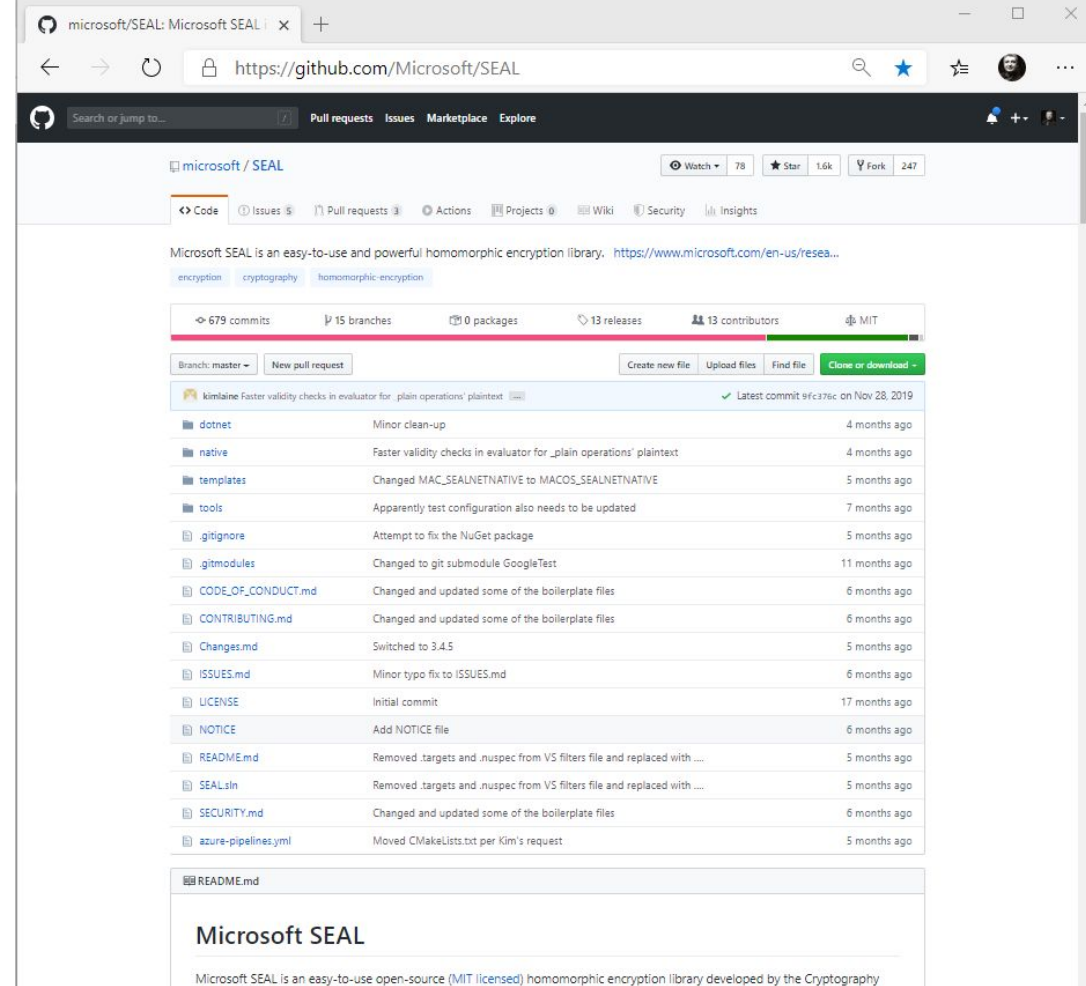 microsoft/SEAL: Microsoft SEAL i
https://github.com/Microsoft/SEAL
Search or jump to... / Pull requests Issues Marketplace Explore
microsoft / SEAL Watch 78 Star 1.6k Fork 247
Code Issues 5 Pull requests 3 Actions Projects 0 Wiki Security Insights
Microsoft SEAL is an easy-to-use and powerful homomorphic encryption library. https://www.microsoft.com/en-us/resea...
encryption cryptography homomorphic-encryption
679 commits 15 branches 0 packages 13 releases 13 contributors MIT
Branch: master New pull request Create new file Upload files Find file Clone or download
kimlaine Faster validity checks in evaluator for _plain operations' plaintext ... Latest commit 9fc376c on Nov 28, 2019
dotnet Minor clean-up 4 months ago
native Faster validity checks in evaluator for _plain operations' plaintext 4 months ago
templates Changed MAC_SEALNETNATIVE to MACOS_SEALNETNATIVE 5 months ago
tools Apparently test configuration also needs to be updated 7 months ago
.gitignore Attempt to fix the NuGet package 5 months ago
.gitmodules Changed to git submodule GoogleTest 11 months ago
CODE_OF_CONDUCT.md Changed and updated some of the boilerplate files 6 months ago
CONTRIBUTING.md Changed and updated some of the boilerplate files 6 months ago
Changes.md Switched to 3.4.5 5 months ago
ISSUES.md Minor typo fix to ISSUES.md 6 months ago
LICENSE Initial commit 17 months ago
NOTICE Add NOTICE file 6 months ago
README.md Removed .targets and .nuspec from VS filters file and replaced with .... 5 months ago
SEAL.sln Removed .targets and .nuspec from VS filters file and replaced with .... 5 months ago
SECURITY.md Changed and updated some of the boilerplate files 6 months ago
azure-pipelines.yml Moved CMakeLists.txt per Kim's request 5 months ago
README.md
Microsoft SEAL
Microsoft SEAL is an easy-to-use open-source (MIT licensed) homomorphic encryption library developed by the Cryptography